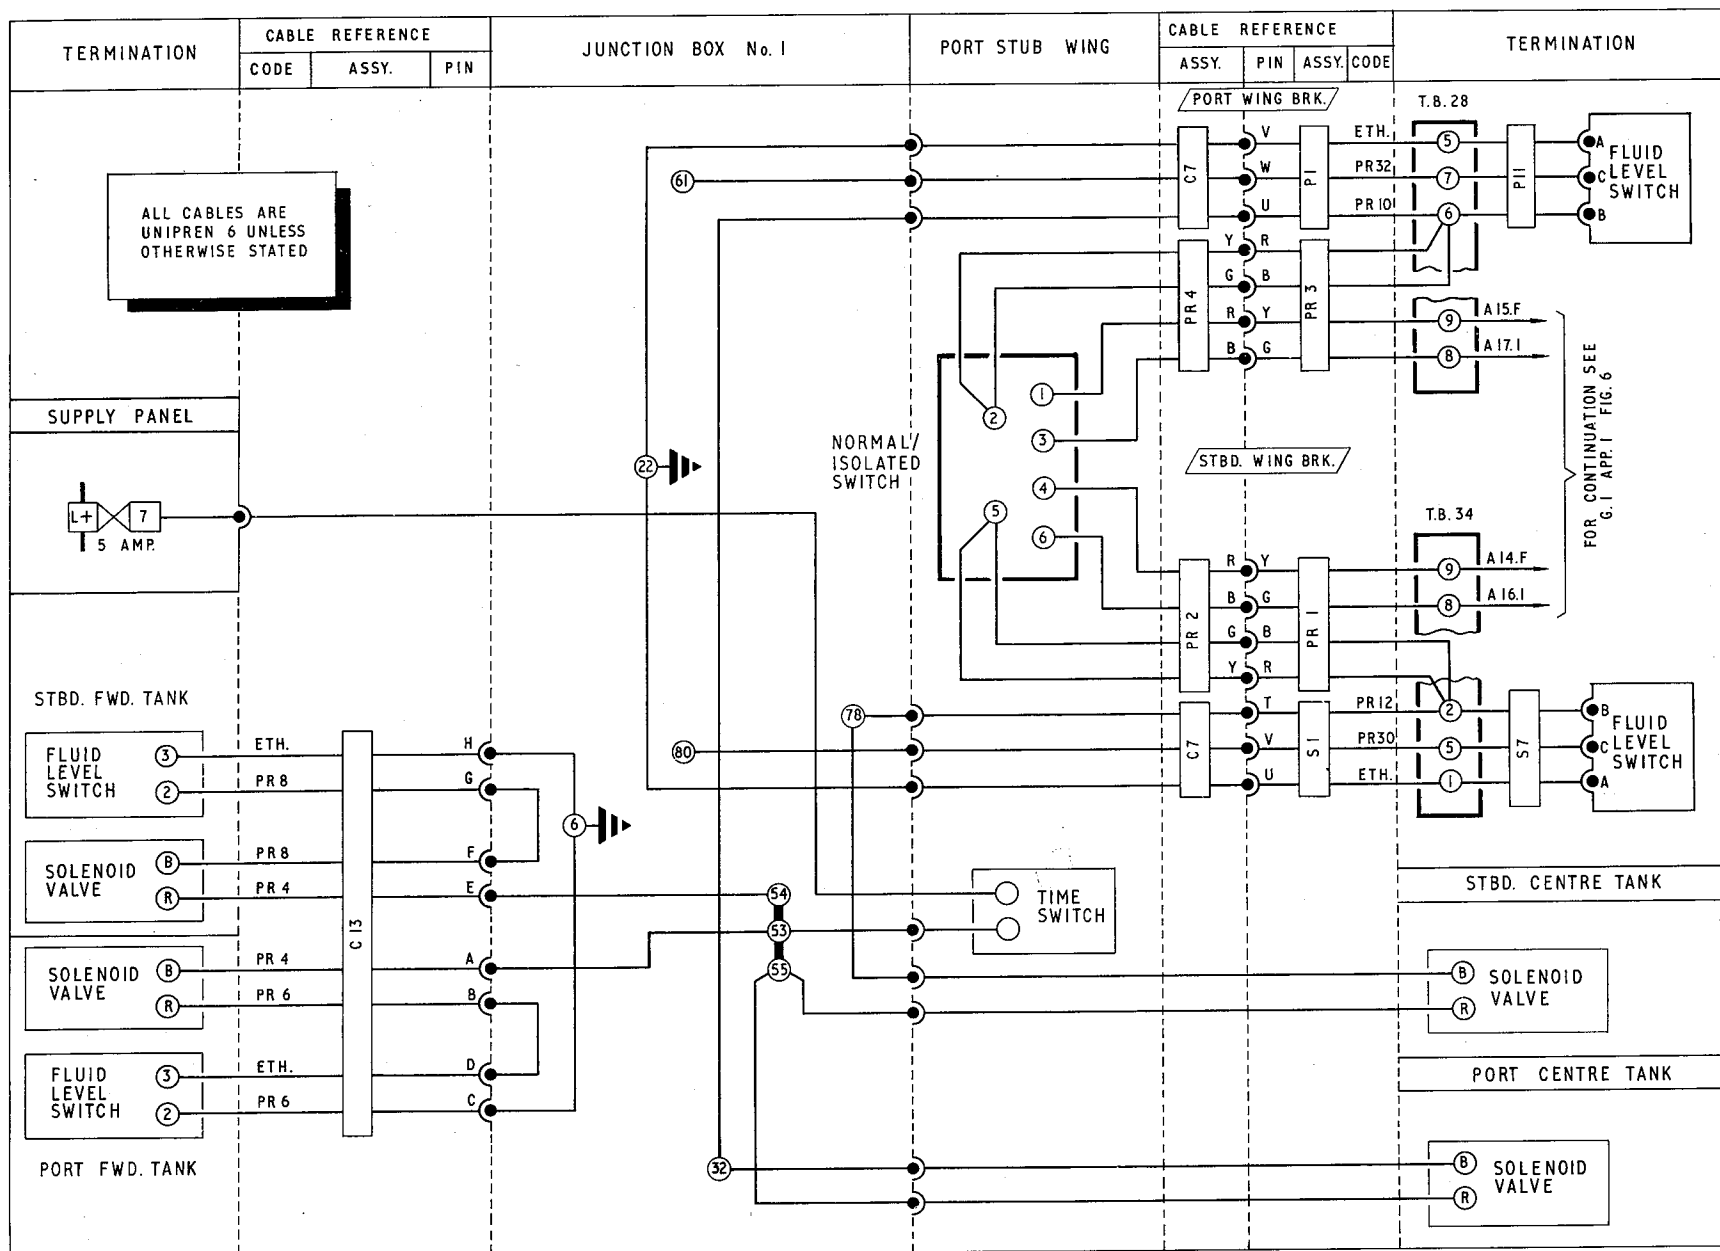 TERMINATION
CABLE REFERENCE
CODE
ASSY.
PIN
JUNCTION BOX No. 1
PORT STUB WING
CABLE REFERENCE
ASSY.
PIN
ASSY.
CODE
TERMINATION
ALL CABLES ARE
UNIPREN 6 UNLESS
OTHERWISE STATED
SUPPLY PANEL
L+
7
5 AMP.
STBD. FWD. TANK
FLUID
LEVEL
SWITCH
3
2
ETH.
PR 8
SOLENOID
VALVE
B
R
PR 8
PR 4
SOLENOID
VALVE
B
R
PR 4
PR 6
FLUID
LEVEL
SWITCH
3
2
ETH.
PR 6
PORT FWD. TANK
C 13
H
G
F
E
A
B
D
C
6
61
22
78
80
54
53
55
32
NORMAL/
ISOLATED
SWITCH
1
2
3
4
5
6
TIME
SWITCH
PORT WING BRK.
C7
V
W
U
P1
ETH.
PR32
PR10
T.B. 28
5
7
6
P11
A
C
B
FLUID
LEVEL
SWITCH
PR 4
Y R
G B
R Y
B G
PR 3
9
8
A15.F
A17.1
FOR CONTINUATION SEE
G. 1 APP. 1 FIG. 6
STBD. WING BRK.
T.B. 34
PR 2
R Y
B G
G B
Y R
PR 1
9
8
A14.F
A16.1
C7
T
V
U
S 1
PR12
PR30
ETH.
2
5
1
S 7
B
C
A
FLUID
LEVEL
SWITCH
STBD. CENTRE TANK
B
R
SOLENOID
VALVE
PORT CENTRE TANK
B
R
SOLENOID
VALVE